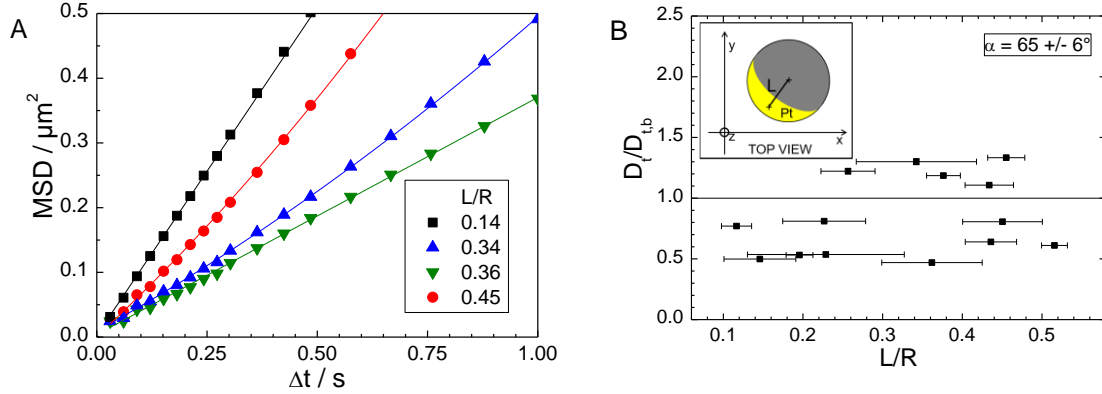 A
MSD / µm²
0.5
0.4
0.3
0.2
0.1
0.0
0.00 0.25 0.50 0.75 1.00
Δt / s
L/R
0.14
0.34
0.36
0.45
B
D_t/D_t,b
2.5
2.0
1.5
1.0
0.5
0.0
0.1 0.2 0.3 0.4 0.5
L/R
α = 65 +/- 6°
y
L
Pt
z
x
TOP VIEW